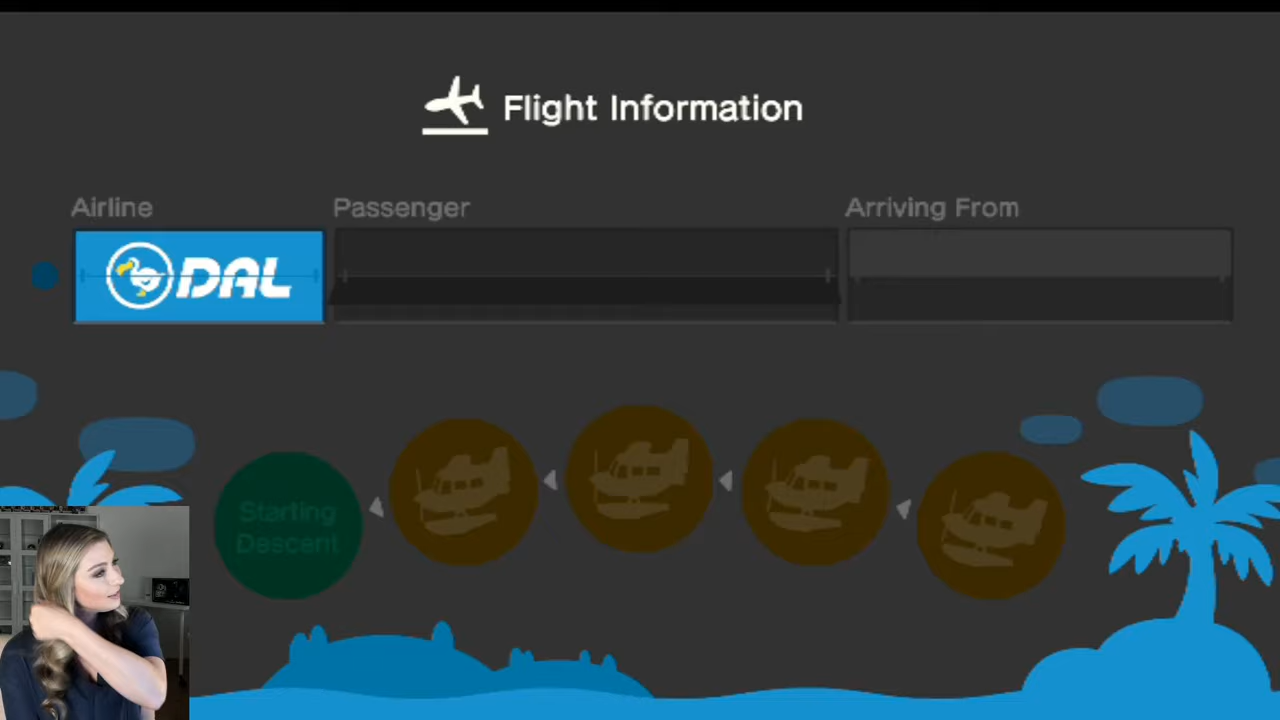 Flight Information
Airline
Passenger
Arriving From
DAL
Starting
Descent